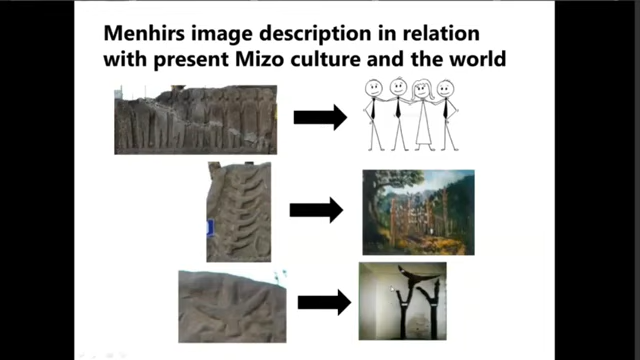 Menhirs image description in relation
with present Mizo culture and the world